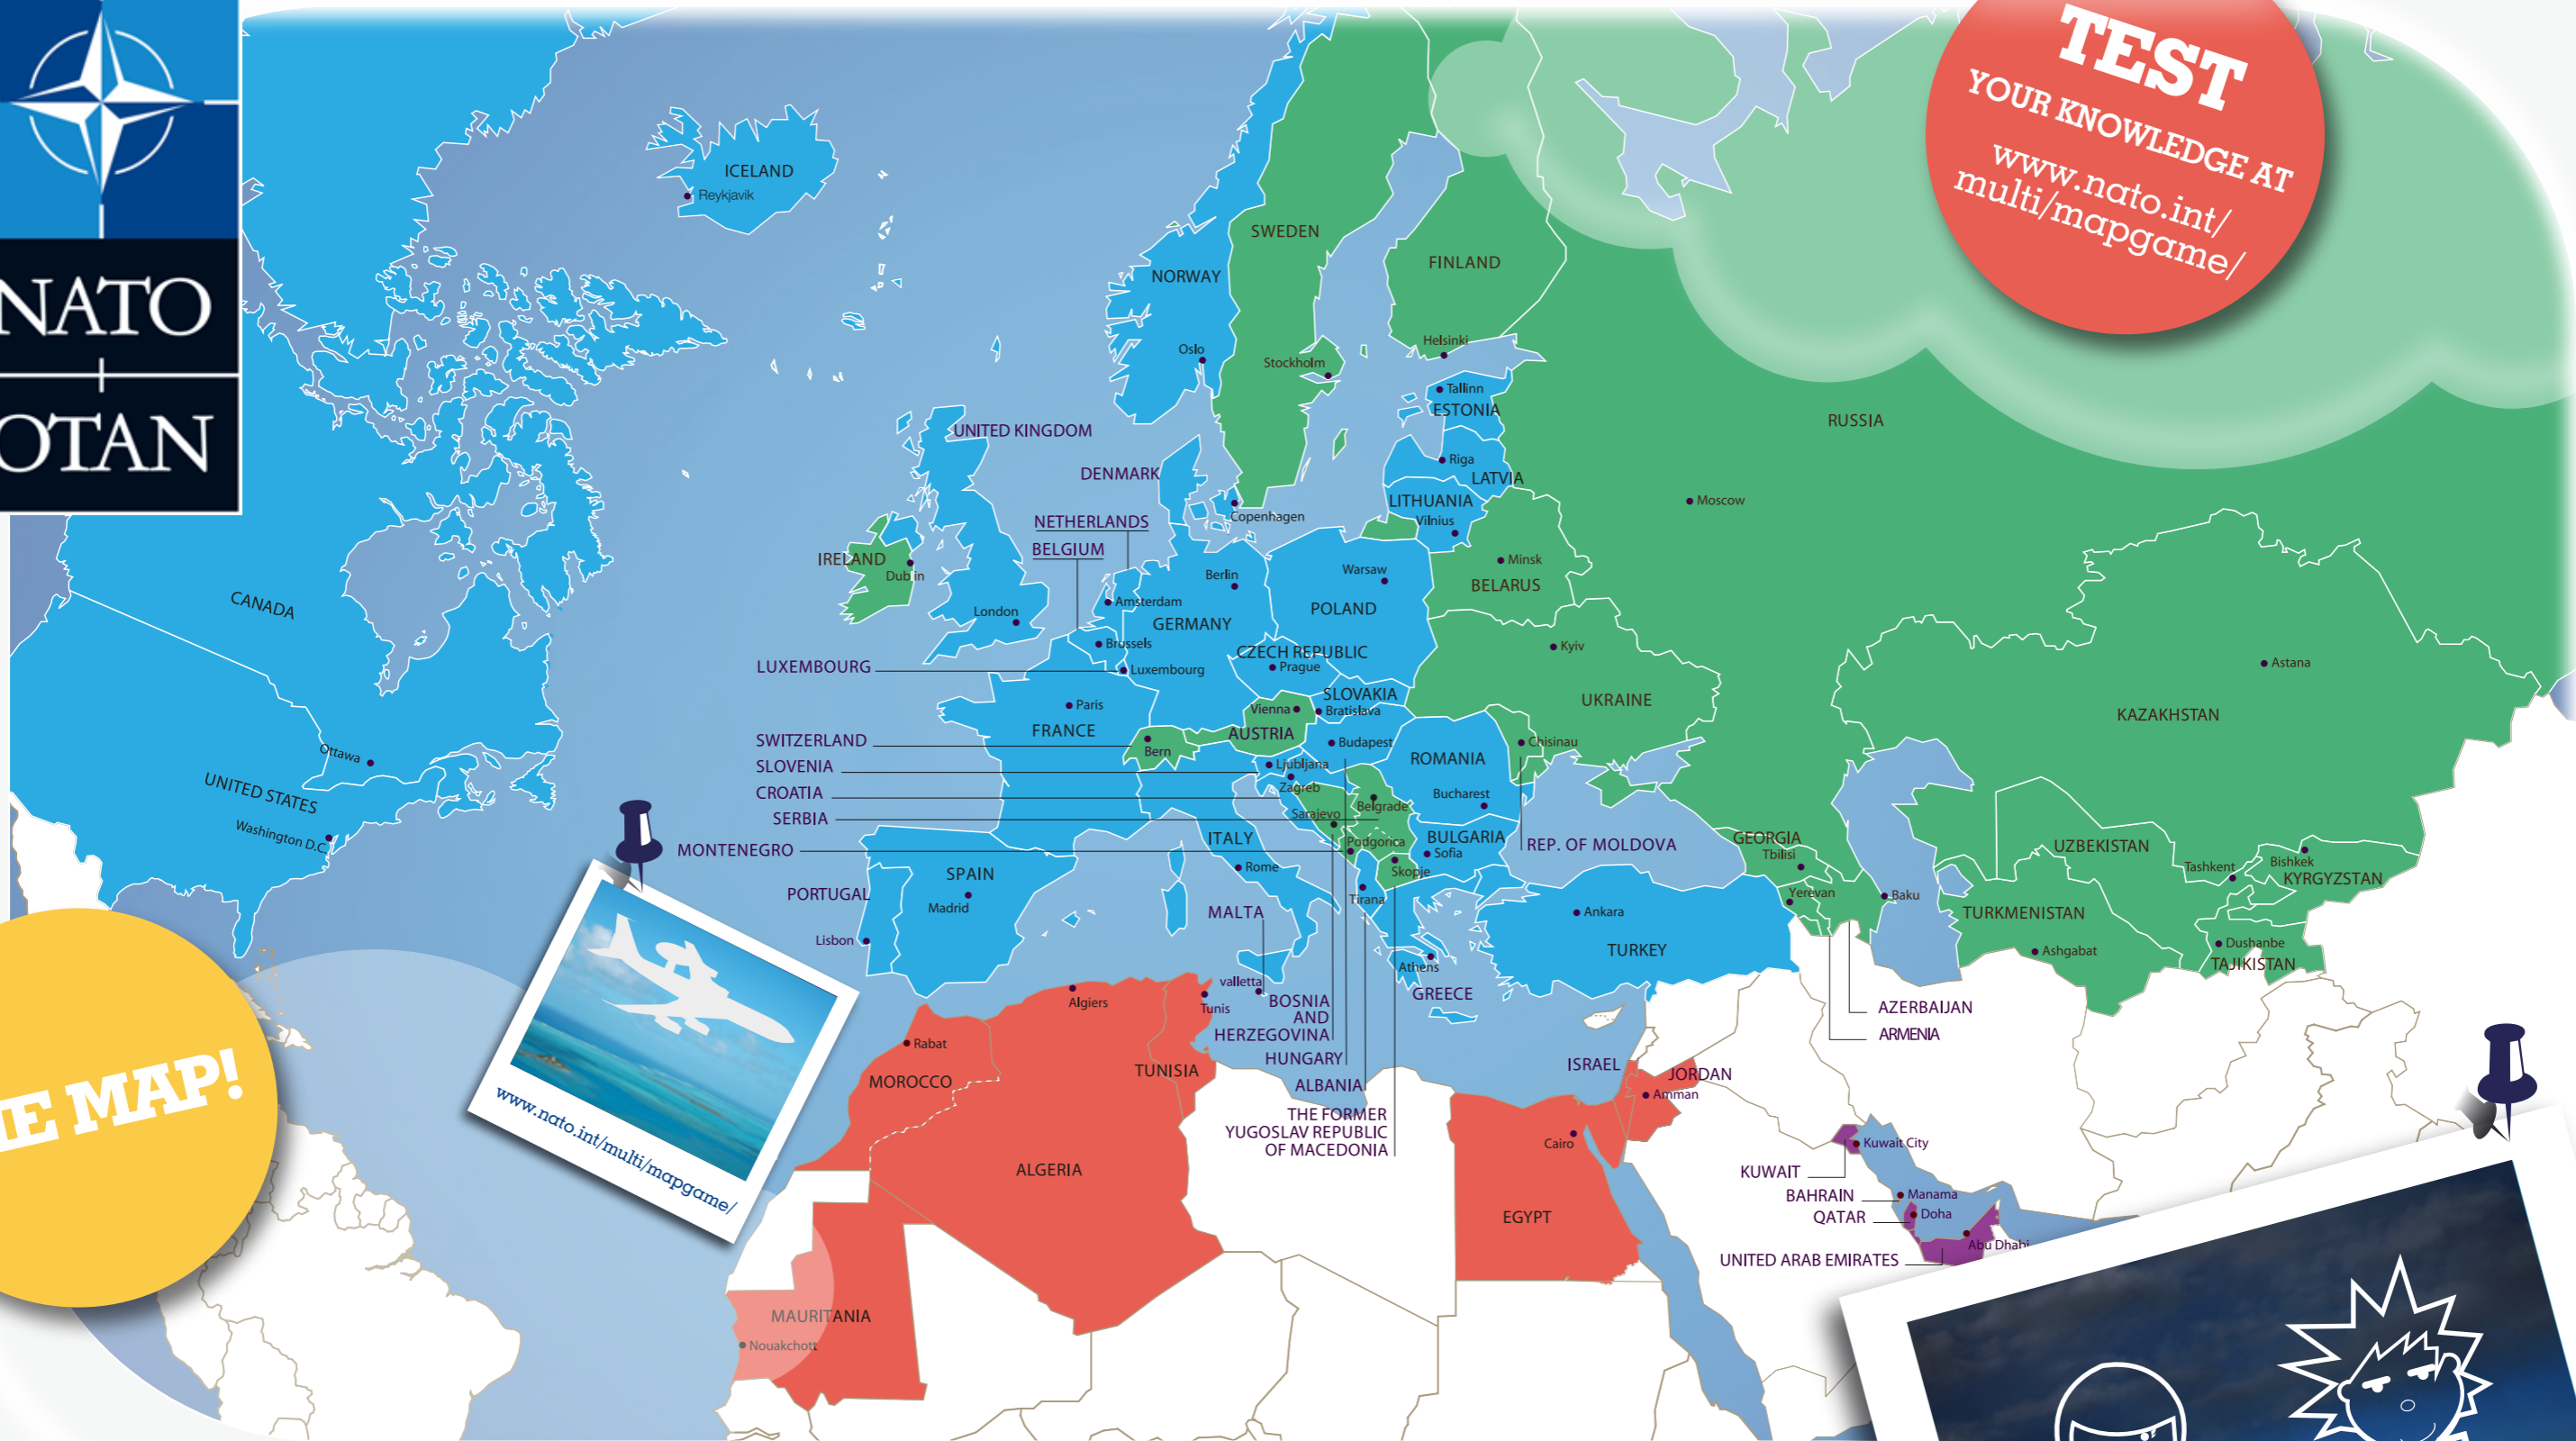 NATO
OTAN
TEST
YOUR KNOWLEDGE AT
www.nato.int/
multi/mapgame/
ICELAND
Reykjavik
SWEDEN
FINLAND
NORWAY
Helsinki
Oslo
Stockholm
Tallinn
ESTONIA
RUSSIA
UNITED KINGDOM
Riga
DENMARK
LATVIA
LITHUANIA
Moscow
Copenhagen
Vilnius
NETHERLANDS
BELGIUM
IRELAND
Dublin
Minsk
BELARUS
Berlin
Warsaw
CANADA
Amsterdam
POLAND
London
GERMANY
Brussels
CZECH REPUBLIC
Kyiv
Prague
Astana
LUXEMBOURG
Luxembourg
SLOVAKIA
UKRAINE
Paris
Vienna
Bratislava
KAZAKHSTAN
FRANCE
AUSTRIA
SWITZERLAND
Bern
Budapest
Chisinau
Ottawa
ROMANIA
SLOVENIA
Ljubljana
UNITED STATES
CROATIA
Zagreb
Bucharest
Belgrade
SERBIA
Sarajevo
Washington D.C.
ITALY
BULGARIA
GEORGIA
UZBEKISTAN
MONTENEGRO
Podgorica
Sofia
REP. OF MOLDOVA
Tbilisi
Bishkek
Rome
Tashkent
SPAIN
Skopje
KYRGYZSTAN
PORTUGAL
Tirana
Yerevan
Baku
Madrid
MALTA
Ankara
TURKMENISTAN
Lisbon
TURKEY
Dushanbe
Ashgabat
TAJIKISTAN
Athens
valletta
GREECE
Algiers
Tunis
BOSNIA
AND
HERZEGOVINA
AZERBAIJAN
ARMENIA
Rabat
HUNGARY
ISRAEL
MOROCCO
TUNISIA
JORDAN
ALBANIA
Amman
THE FORMER
YUGOSLAV REPUBLIC
OF MACEDONIA
Cairo
Kuwait City
ALGERIA
KUWAIT
BAHRAIN
Manama
EGYPT
QATAR
Doha
Abu Dhabi
UNITED ARAB EMIRATES
MAURITANIA
Nouakchott
E MAP!
www.nato.int/multi/mapgame/